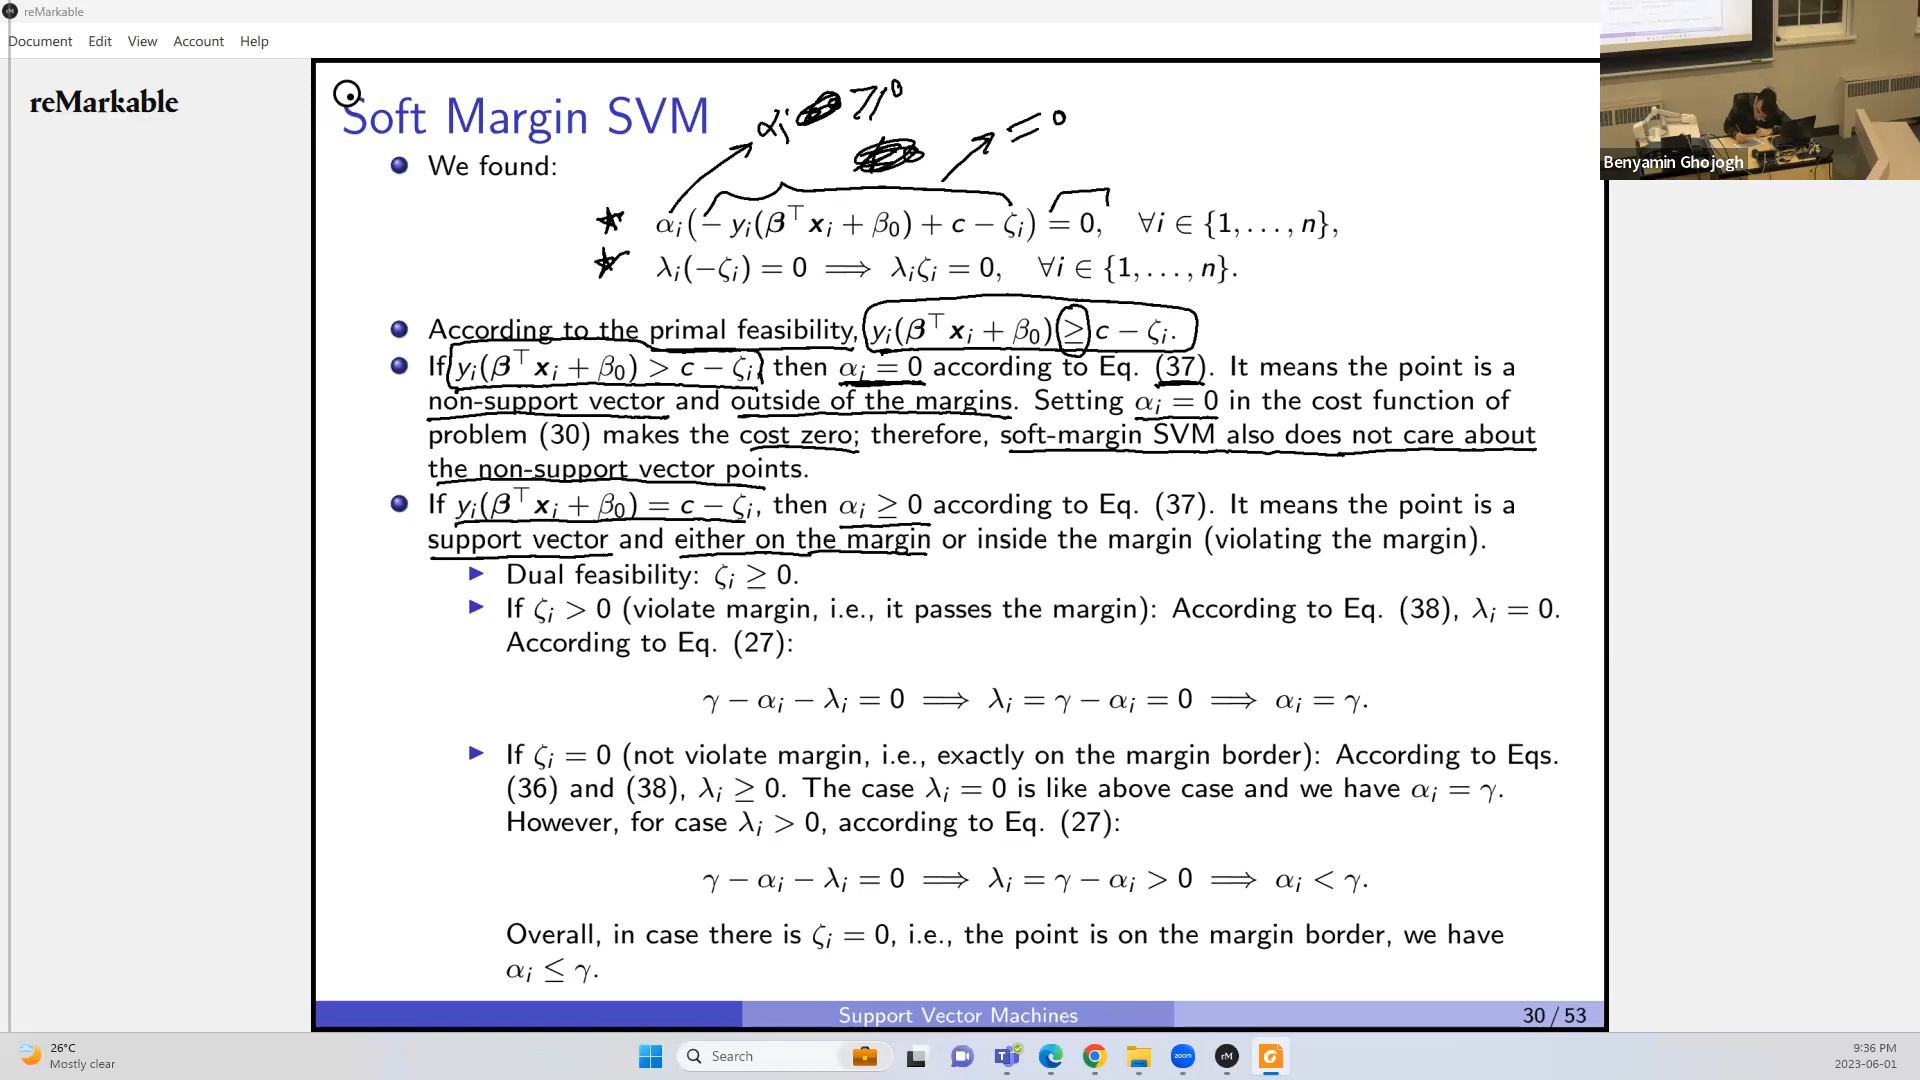 reMarkable
Document Edit View Account Help
reMarkable
Benyamin Ghojogh
Soft Margin SVM
αi ≥ 0
= 0
We found:
αi(− yi(β⊤xi + β0) + c − ζi) = 0, ∀i ∈ {1, . . . , n},
λi(−ζi) = 0 ⟹ λiζi = 0, ∀i ∈ {1, . . . , n}.
According to the primal feasibility, yi(β⊤xi + β0) ≥ c − ζi.
If yi(β⊤xi + β0) > c − ζi, then αi = 0 according to Eq. (37). It means the point is a
non-support vector and outside of the margins. Setting αi = 0 in the cost function of
problem (30) makes the cost zero; therefore, soft-margin SVM also does not care about
the non-support vector points.
If yi(β⊤xi + β0) = c − ζi, then αi ≥ 0 according to Eq. (37). It means the point is a
support vector and either on the margin or inside the margin (violating the margin).
Dual feasibility: ζi ≥ 0.
If ζi > 0 (violate margin, i.e., it passes the margin): According to Eq. (38), λi = 0.
According to Eq. (27):
γ − αi − λi = 0 ⟹ λi = γ − αi = 0 ⟹ αi = γ.
If ζi = 0 (not violate margin, i.e., exactly on the margin border): According to Eqs.
(36) and (38), λi ≥ 0. The case λi = 0 is like above case and we have αi = γ.
However, for case λi > 0, according to Eq. (27):
γ − αi − λi = 0 ⟹ λi = γ − αi > 0 ⟹ αi < γ.
Overall, in case there is ζi = 0, i.e., the point is on the margin border, we have
αi ≤ γ.
Support Vector Machines 30 / 53
26°C
Mostly clear
Search
zoom
rM
9:36 PM
2023-06-01